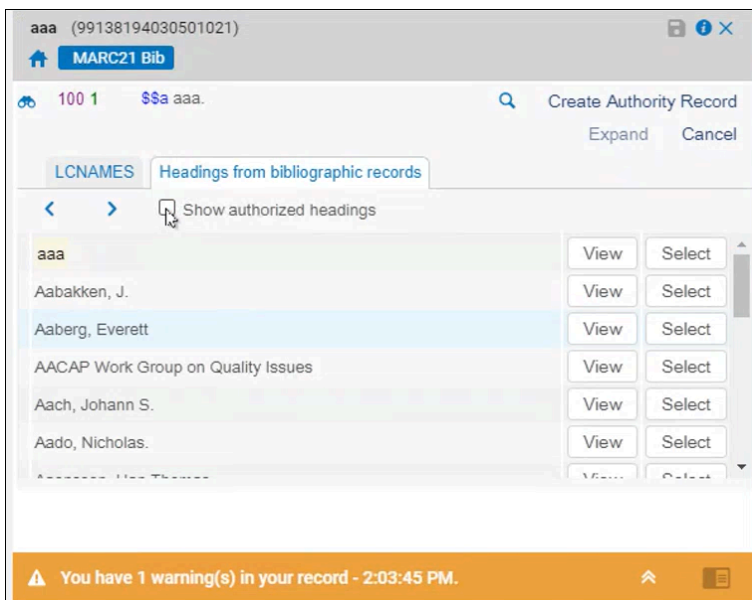 aaa (99138194030501021)
MARC21 Bib
100 1 $$a aaa. Create Authority Record
Expand Cancel
LCNAMES Headings from bibliographic records
Show authorized headings
aaa View Select
Aabakken, J. View Select
Aaberg, Everett View Select
AACAP Work Group on Quality Issues View Select
Aach, Johann S. View Select
Aado, Nicholas. View Select
You have 1 warning(s) in your record - 2:03:45 PM.